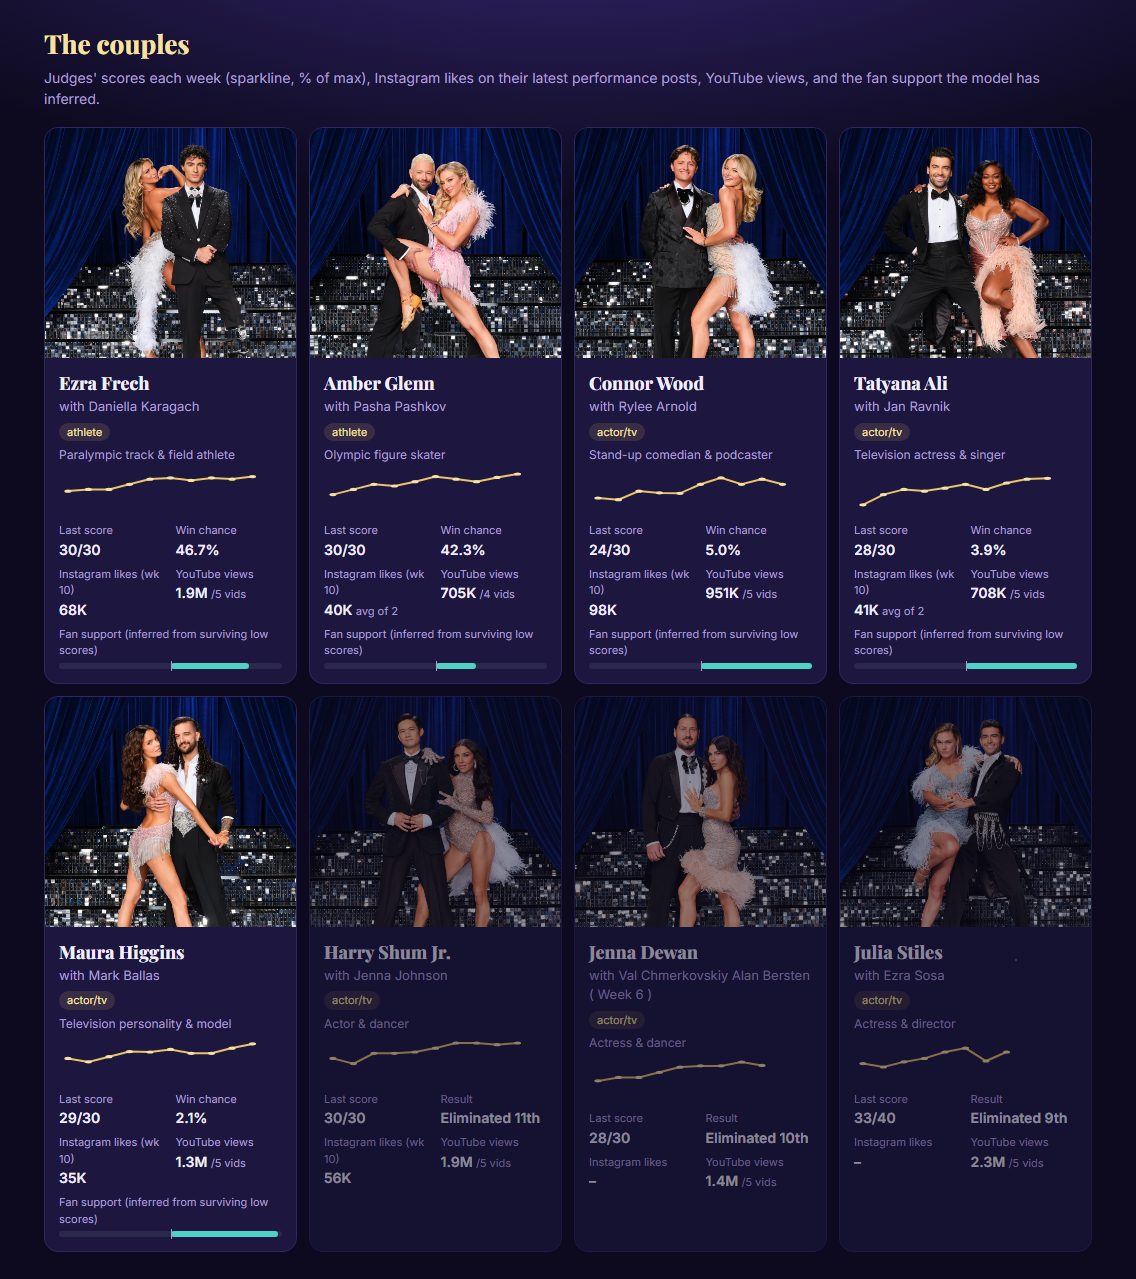 The couples
Judges' scores each week (sparkline, % of max), Instagram likes on their latest performance posts, YouTube views, and the fan support the model has
inferred.
Ezra Frech
with Daniella Karagach
athlete
Paralympic track & field athlete
Last score
Win chance
30/30
46.7%
Instagram likes (wk
10)
YouTube views
1.9M /5 vids
68K
Fan support (inferred from surviving low
scores)
Amber Glenn
with Pasha Pashkov
athlete
Olympic figure skater
Last score
Win chance
30/30
42.3%
Instagram likes (wk
10)
YouTube views
705K /4 vids
40K avg of 2
Fan support (inferred from surviving low
scores)
Connor Wood
with Rylee Arnold
actor/tv
Stand-up comedian & podcaster
Last score
Win chance
24/30
5.0%
Instagram likes (wk
10)
YouTube views
951K /5 vids
98K
Fan support (inferred from surviving low
scores)
Tatyana Ali
with Jan Ravnik
actor/tv
Television actress & singer
Last score
Win chance
28/30
3.9%
Instagram likes (wk
10)
YouTube views
708K /5 vids
41K avg of 2
Fan support (inferred from surviving low
scores)
Maura Higgins
with Mark Ballas
actor/tv
Television personality & model
Last score
Win chance
29/30
2.1%
Instagram likes (wk
10)
YouTube views
1.3M /5 vids
35K
Fan support (inferred from surviving low
scores)
Harry Shum Jr.
with Jenna Johnson
actor/tv
Actor & dancer
Last score
Result
30/30
Eliminated 11th
Instagram likes (wk
10)
YouTube views
1.9M /5 vids
56K
Jenna Dewan
with Val Chmerkovskiy Alan Bersten
( Week 6 )
actor/tv
Actress & dancer
Last score
Result
28/30
Eliminated 10th
Instagram likes
YouTube views
–
1.4M /5 vids
Julia Stiles
with Ezra Sosa
actor/tv
Actress & director
Last score
Result
33/40
Eliminated 9th
Instagram likes
YouTube views
–
2.3M /5 vids